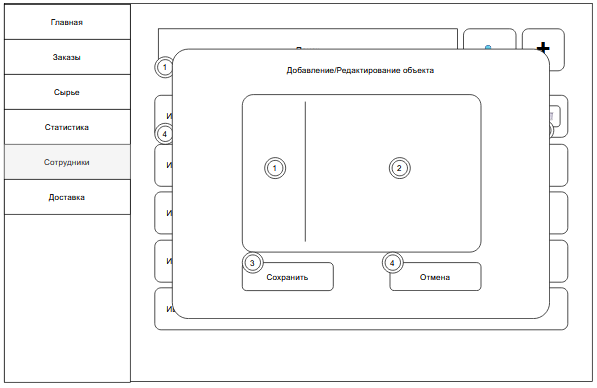 Главная
Заказы
Сырье
Статистика
Сотрудники
Доставка
1
Добавление/Редактирование объекта
И
4
1
2
И
И
И
3
Сохранить
4
Отмена